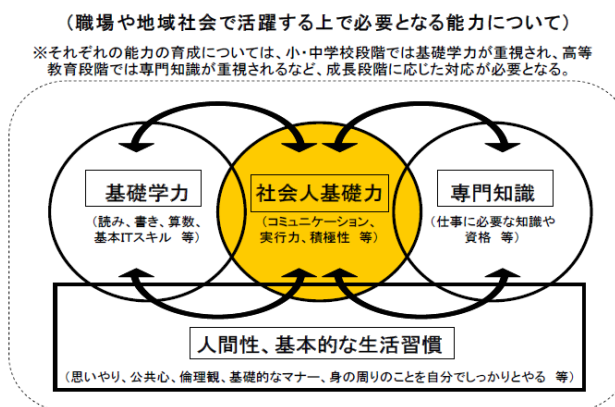 （職場や地域社会で活躍する上で必要となる能力について）
※それぞれの能力の育成については、小・中学校段階では基礎学力が重視され、高等
教育段階では専門知識が重視されるなど、成長段階に応じた対応が必要となる。
基礎学力
（読み、書き、算数、
基本ITスキル 等）
社会人基礎力
（コミュニケーション、
実行力、積極性 等）
専門知識
（仕事に必要な知識や
資格 等）
人間性、基本的な生活習慣
（思いやり、公共心、倫理観、基礎的なマナー、身の周りのことを自分でしっかりとやる 等）